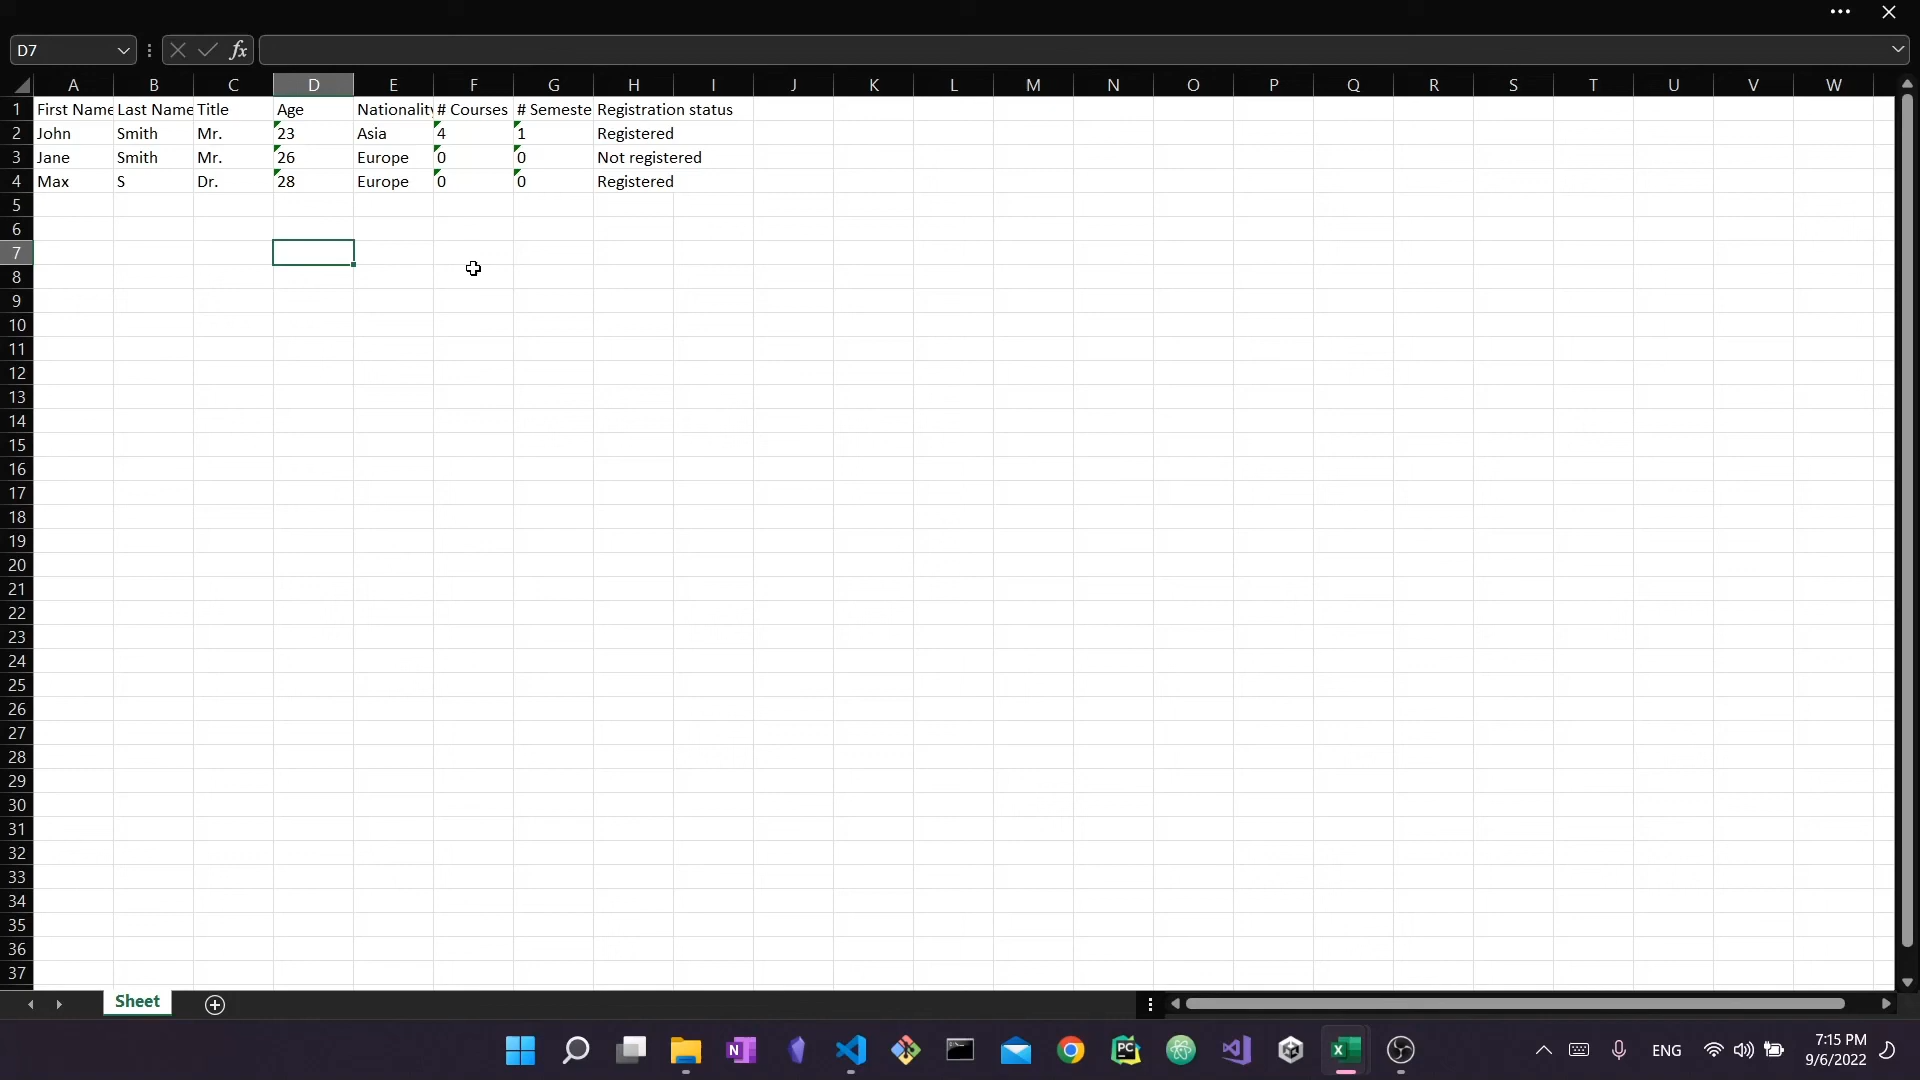 D7
fx
A B C D E F G H I J K L M N O P Q R S T U V W
1 First Name Last Name Title Age Nationality # Courses # Semeste Registration status
2 John Smith Mr. 23 Asia 4 1 Registered
3 Jane Smith Mr. 26 Europe 0 0 Not registered
4 Max S Dr. 28 Europe 0 0 Registered
5
6
7
8
9
10
11
12
13
14
15
16
17
18
19
20
21
22
23
24
25
26
27
28
29
30
31
32
33
34
35
36
37
Sheet
N
PC
X
ENG
7:15 PM
9/6/2022